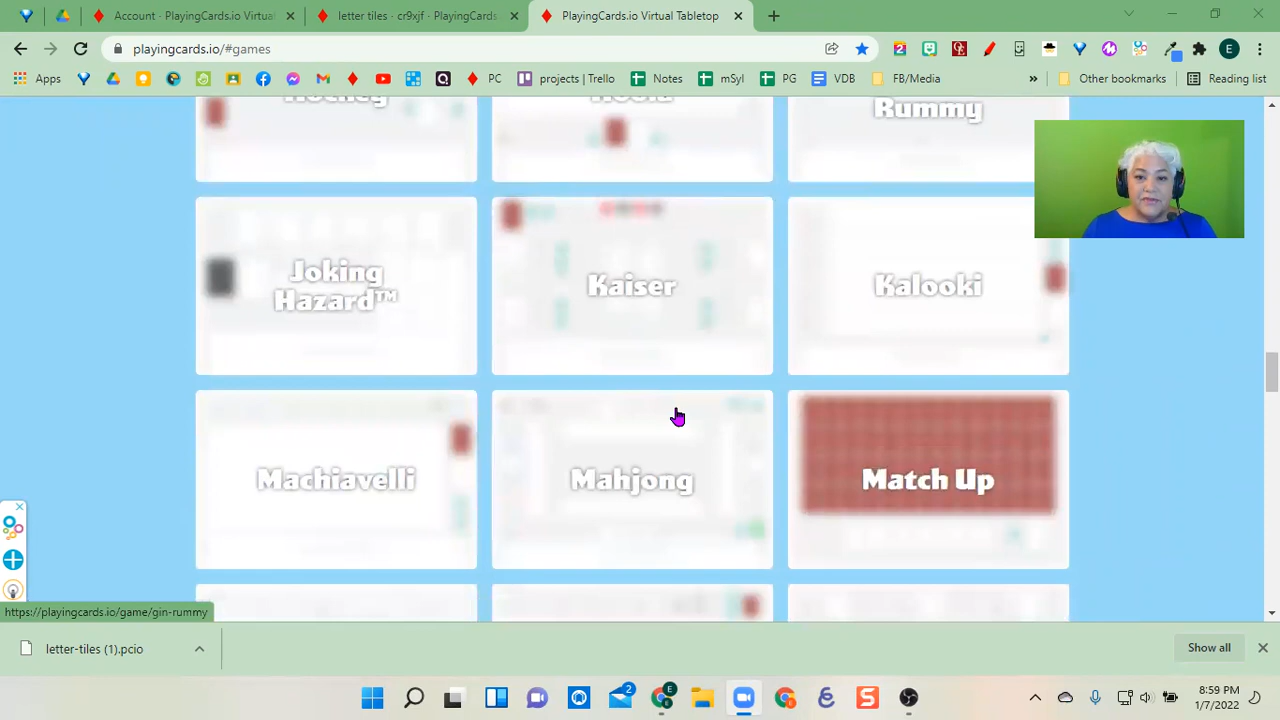 Account - PlayingCards.io Virtual
letter tiles - cr9xjf - PlayingCards
PlayingCards.io Virtual Tabletop
playingcards.io/#games
Apps
PC
projects | Trello
Notes
mSyl
PG
VDB
FB/Media
»
Other bookmarks
Reading list
Rummy
Joking
Hazard™
Kaiser
Kalooki
Machiavelli
Mahjong
Match Up
https://playingcards.io/game/gin-rummy
letter-tiles (1).pcio
Show all
8:59 PM
1/7/2022